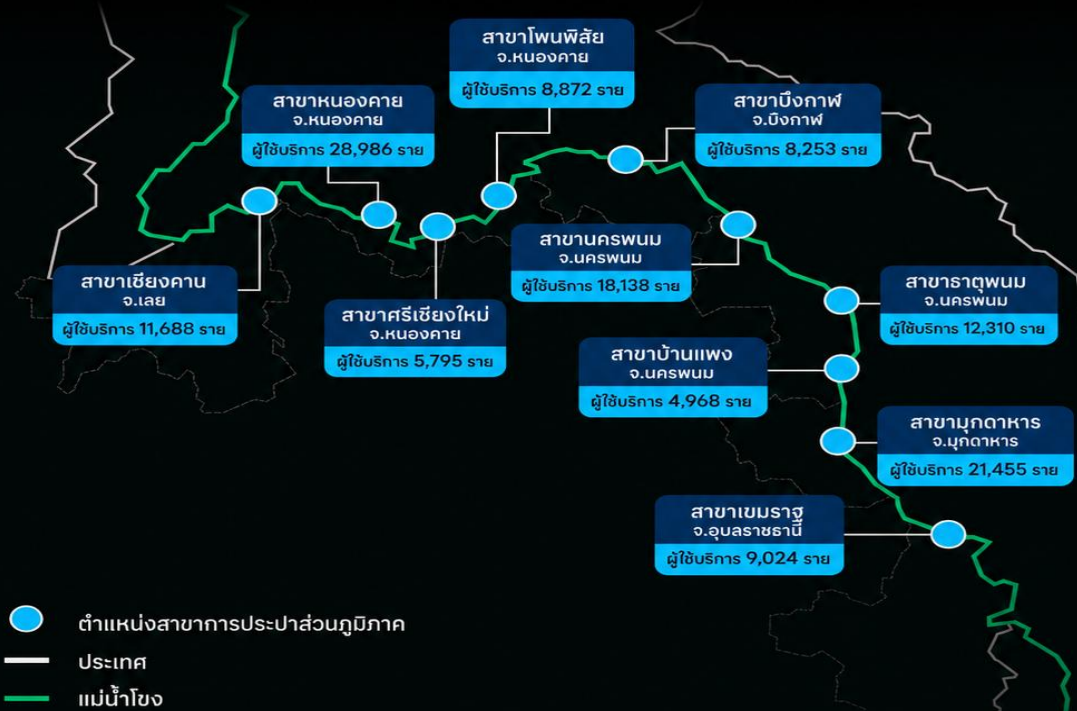 สาขาโพนพิสัย
จ.หนองคาย
ผู้ใช้บริการ 8,872 ราย
สาขาหนองคาย
จ.หนองคาย
ผู้ใช้บริการ 28,986 ราย
สาขาบึงกาฬ
จ.บึงกาฬ
ผู้ใช้บริการ 8,253 ราย
สาขานครพนม
จ.นครพนม
ผู้ใช้บริการ 18,138 ราย
สาขาเชียงคาน
จ.เลย
ผู้ใช้บริการ 11,688 ราย
สาขาศรีเชียงใหม่
จ.หนองคาย
ผู้ใช้บริการ 5,795 ราย
สาขาธาตุพนม
จ.นครพนม
ผู้ใช้บริการ 12,310 ราย
สาขาบ้านแพง
จ.นครพนม
ผู้ใช้บริการ 4,968 ราย
สาขามุกดาหาร
จ.มุกดาหาร
ผู้ใช้บริการ 21,455 ราย
สาขาเขมราฐ
จ.อุบลราชธานี
ผู้ใช้บริการ 9,024 ราย
ตำแหน่งสาขาการประปาส่วนภูมิภาค
ประเทศ
แม่น้ำโขง